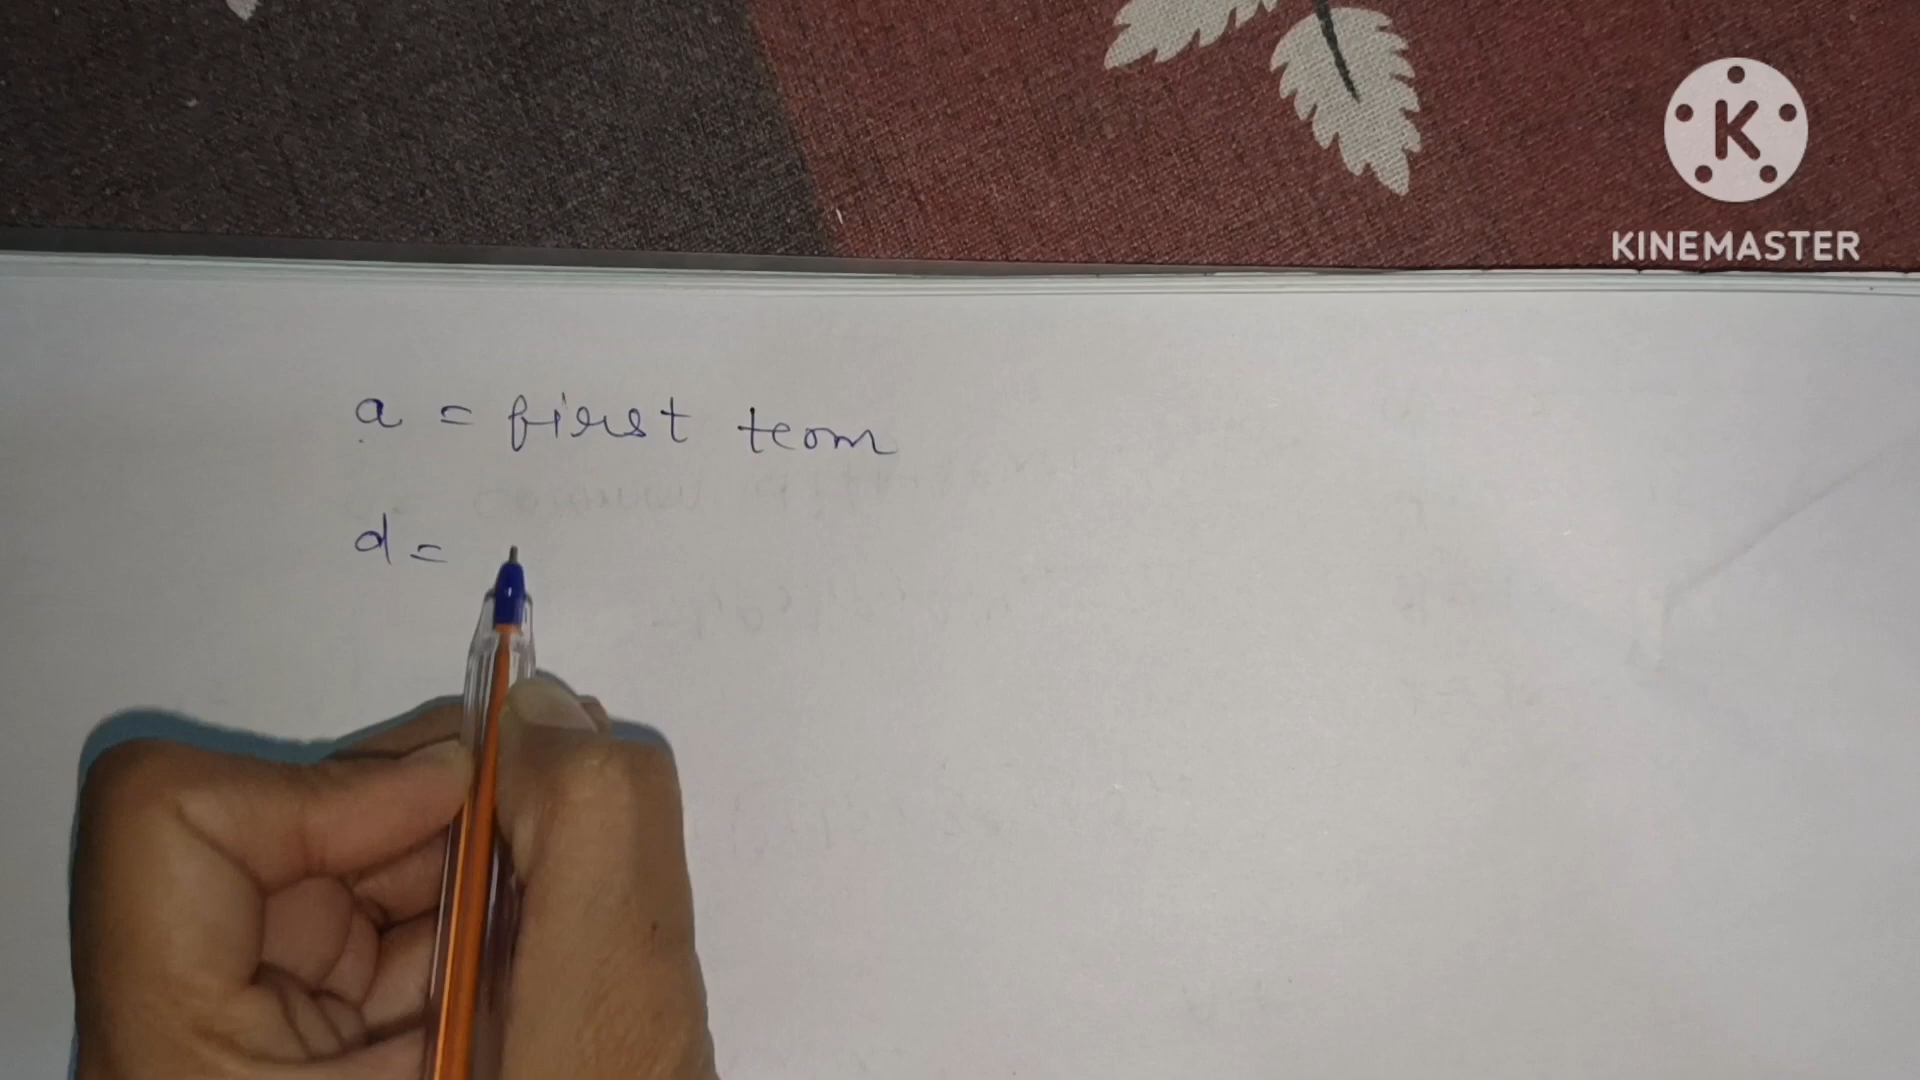 K
KINEMASTER
a = first term
d =